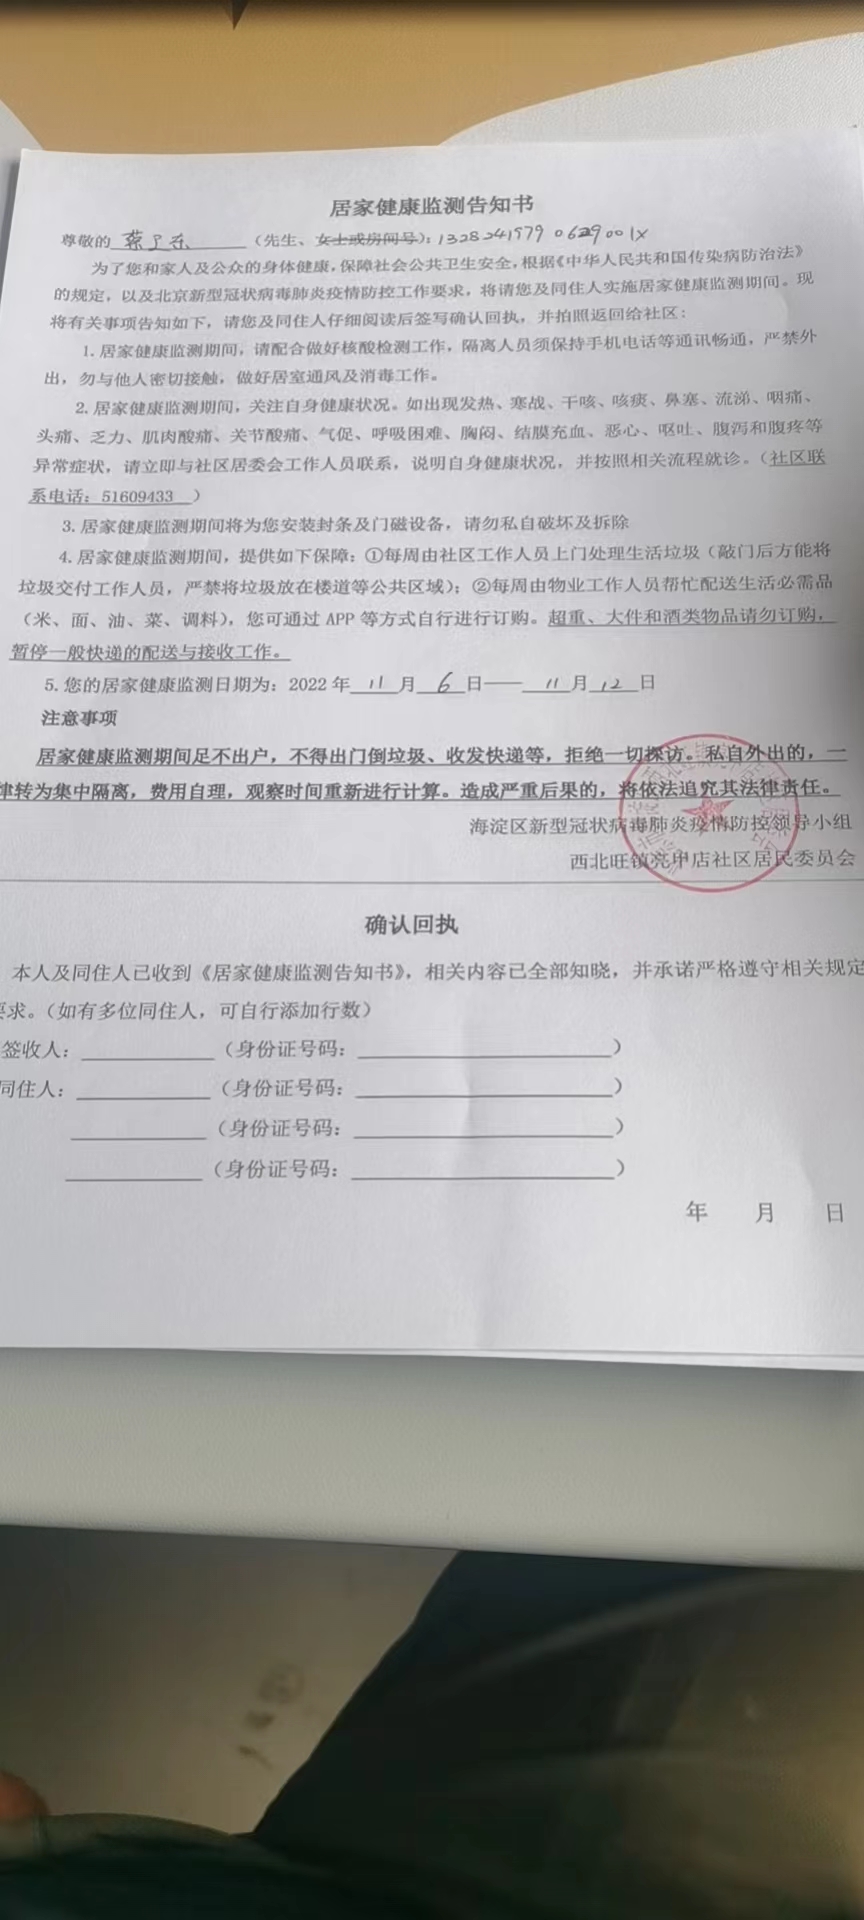 居家健康监测告知书
尊敬的 (先生、女士或房间号):
为了您和家人及公众的身体健康,保障社会公共卫生安全,根据《中华人民共和国传染病防治法》
的规定,以及北京新型冠状病毒肺炎疫情防控工作要求,将请您及同住人实施居家健康监测期间。现
将有关事项告知如下,请您及同住人仔细阅读后签写确认回执,并拍照返回给社区:
1.居家健康监测期间,请配合做好核酸检测工作,隔离人员须保持手机电话等通讯畅通,严禁外
出,勿与他人密切接触,做好居室通风及消毒工作。
2.居家健康监测期间,关注自身健康状况。如出现发热、寒战、干咳、咳痰、鼻塞、流涕、咽痛、
头痛、乏力、肌肉酸痛、关节酸痛、气促、呼吸困难、胸闷、结膜充血、恶心、呕吐、腹泻和腹疼等
异常症状,请立即与社区居委会工作人员联系,说明自身健康状况,并按照相关流程就诊。(社区联
系电话:51609433 )
3.居家健康监测期间将为您安装封条及门磁设备,请勿私自破坏及拆除
4.居家健康监测期间,提供如下保障:①每周由社区工作人员上门处理生活垃圾(敲门后方能将
垃圾交付工作人员,严禁将垃圾放在楼道等公共区域);②每周由物业工作人员帮忙配送生活必需品
(米、面、油、菜、调料),您可通过 APP 等方式自行进行订购。超重、大件和酒类物品请勿订购,
暂停一般快递的配送与接收工作。
5.您的居家健康监测日期为:2022 年 11 月 6 日—— 11 月 12 日
注意事项
居家健康监测期间足不出户,不得出门倒垃圾、收发快递等,拒绝一切探访。私自外出的,一
律转为集中隔离,费用自理,观察时间重新进行计算。造成严重后果的,将依法追究其法律责任。
海淀区新型冠状病毒肺炎疫情防控领导小组
西北旺镇亮甲店社区居民委员会
确认回执
本人及同住人已收到《居家健康监测告知书》,相关内容已全部知晓,并承诺严格遵守相关规定
要求。(如有多位同住人,可自行添加行数)
签收人: (身份证号码: )
同住人: (身份证号码: )
(身份证号码: )
(身份证号码: )
年 月 日